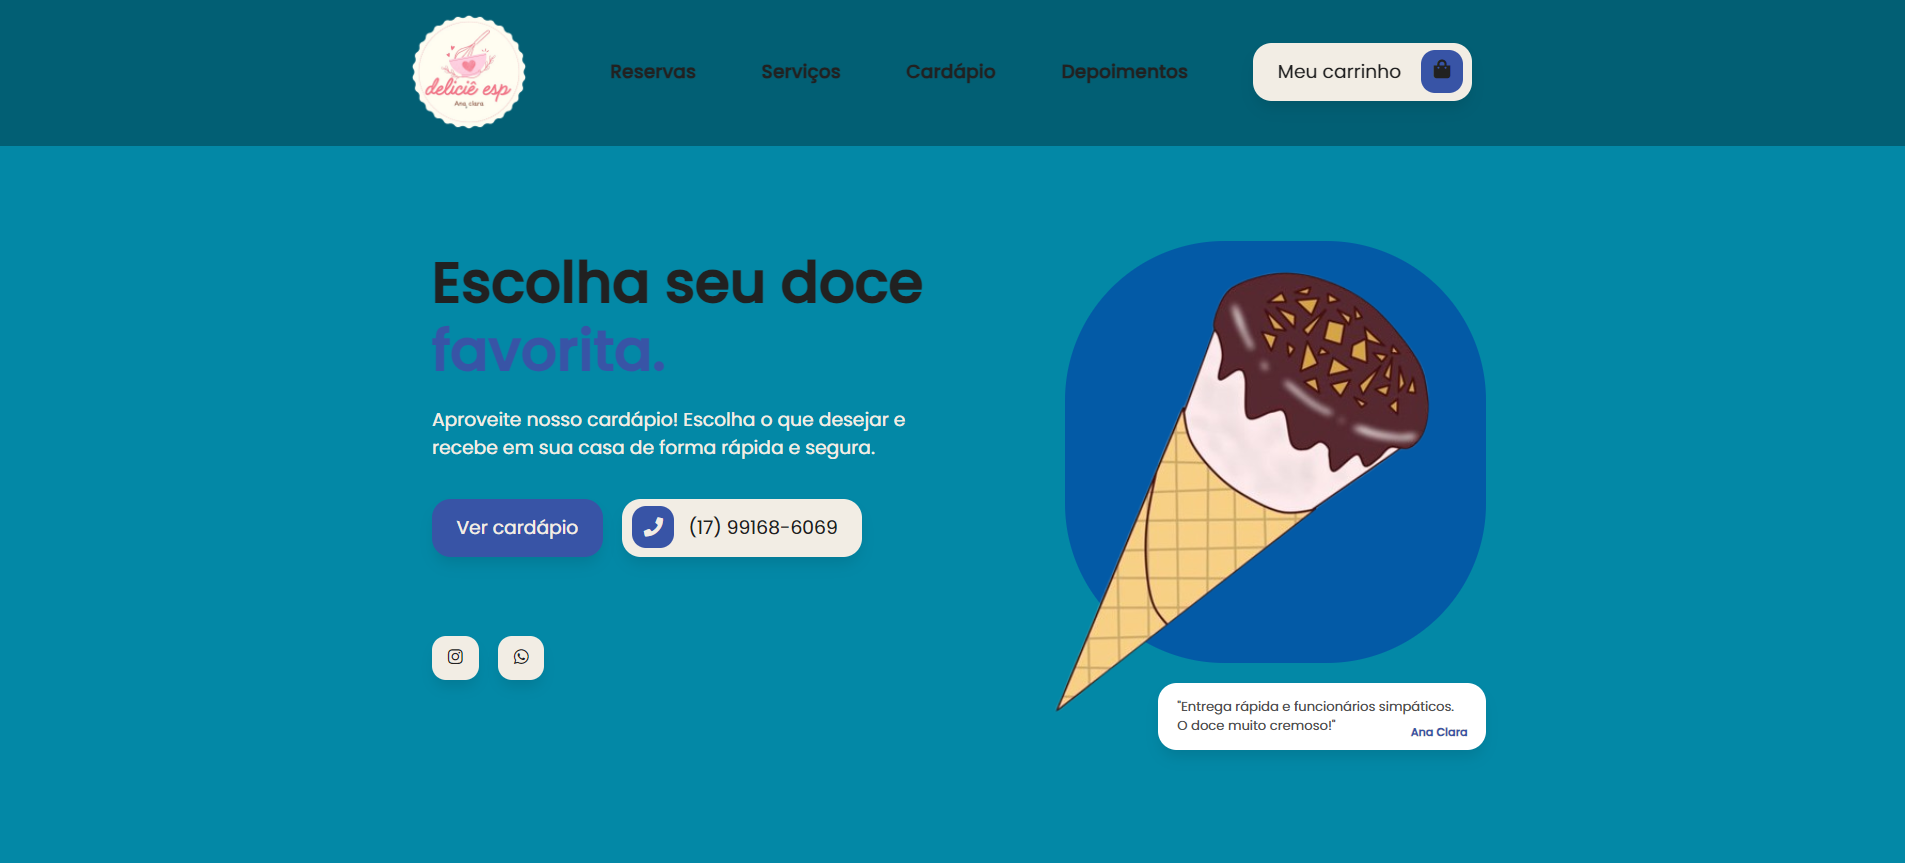 deliciê esp
Ana clara
Reservas
Serviços
Cardápio
Depoimentos
Meu carrinho
Escolha seu doce
favorita.
Aproveite nosso cardápio! Escolha o que desejar e
recebe em sua casa de forma rápida e segura.
Ver cardápio
(17) 99168-6069
"Entrega rápida e funcionários simpáticos.
O doce muito cremoso!"
Ana Clara